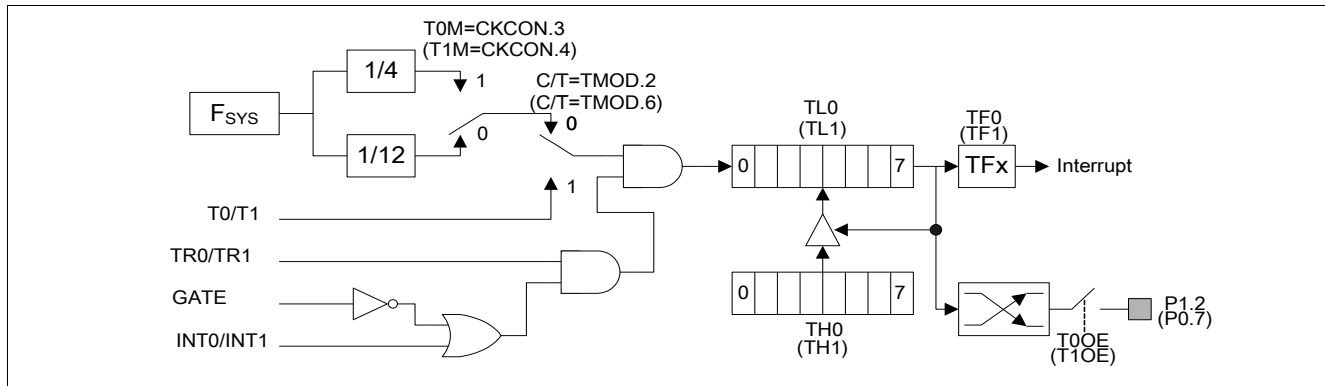 T0M=CKCON.3
(T1M=CKCON.4)
1/4
1
C/T=TMOD.2
(C/T=TMOD.6)
FSYS
0
0
1/12
TL0
(TL1)
0 7
TF0
(TF1)
TFx
Interrupt
1
T0/T1
TR0/TR1
GATE
INT0/INT1
0 7
TH0
(TH1)
P1.2
(P0.7)
T0OE
(T1OE)